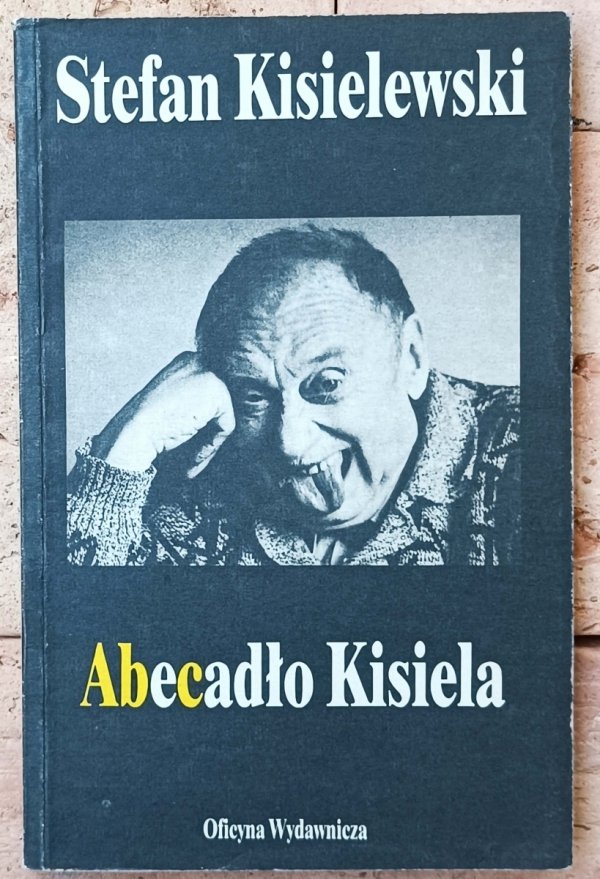 Stefan Kisielewski
Abecadło Kisiela
Oficyna Wydawnicza